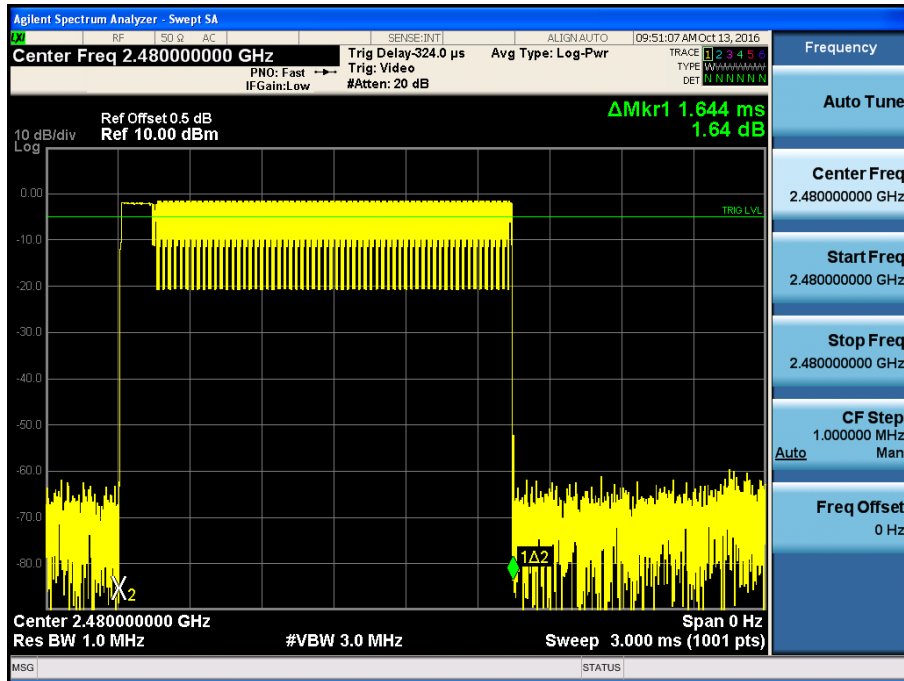 Agilent Spectrum Analyzer - Swept SA
LXI RF 50 Ω AC SENSE:INT ALIGN AUTO 09:51:07 AM Oct 13, 2016
Center Freq 2.480000000 GHz
PNO: Fast
IFGain:Low
Trig Delay-324.0 µs
Trig: Video
#Atten: 20 dB
Avg Type: Log-Pwr
TRACE 1 2 3 4 5 6
TYPE WWWWWW
DET N N N N N N
ΔMkr1 1.644 ms
1.64 dB
Ref Offset 0.5 dB
10 dB/div Ref 10.00 dBm
Log
0.00
TRIG LVL
-10.0
-20.0
-30.0
-40.0
-50.0
-60.0
-70.0
-80.0
1Δ2
X2
Center 2.480000000 GHz Span 0 Hz
Res BW 1.0 MHz #VBW 3.0 MHz Sweep 3.000 ms (1001 pts)
MSG STATUS
Frequency
Auto Tune
Center Freq
2.480000000 GHz
Start Freq
2.480000000 GHz
Stop Freq
2.480000000 GHz
CF Step
1.000000 MHz
Auto Man
Freq Offset
0 Hz